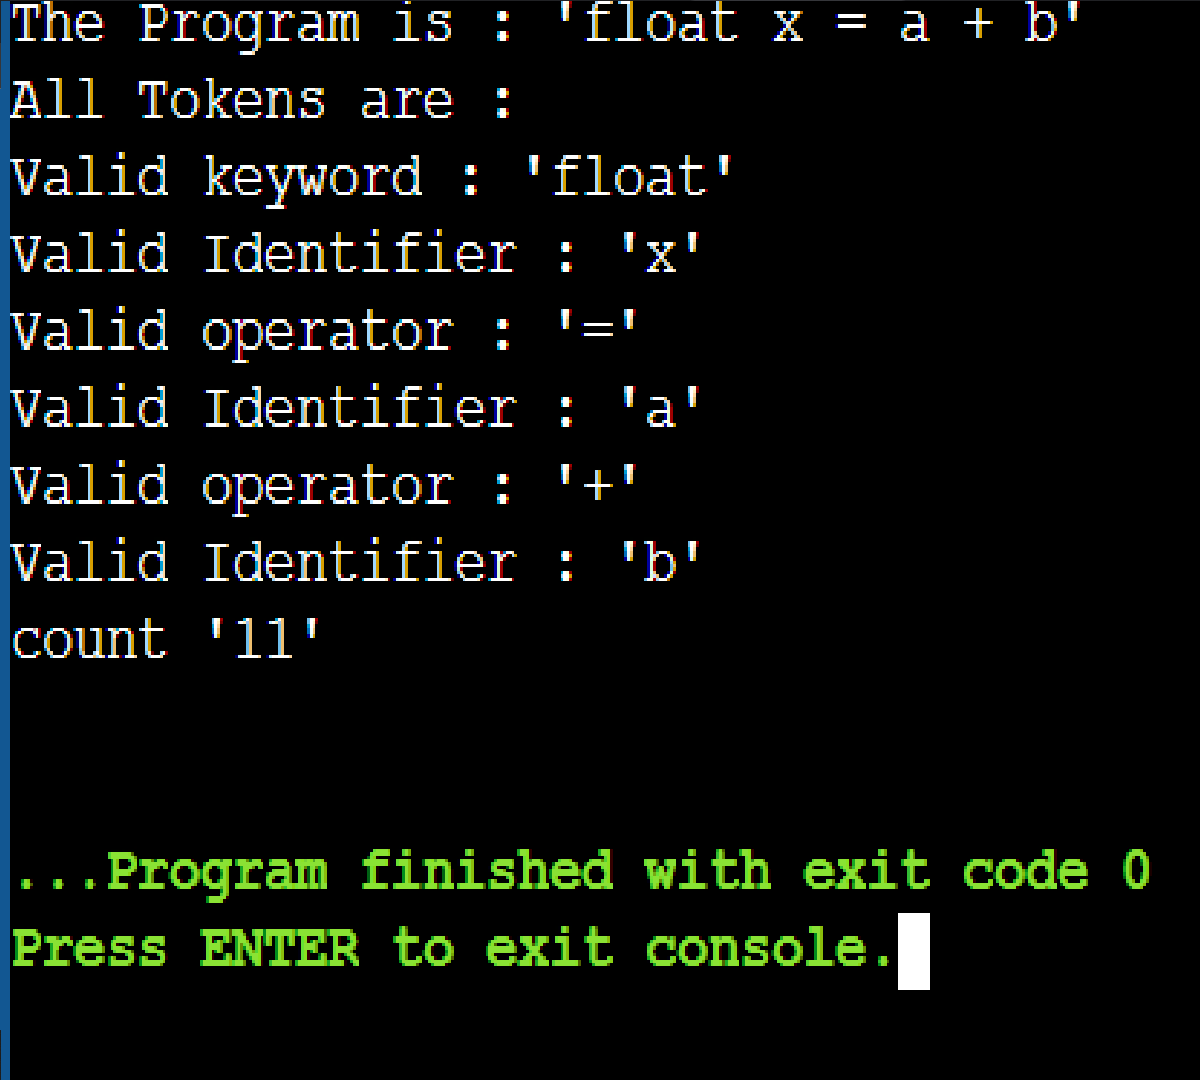 The Program is : 'float x = a + b'
All Tokens are :
Valid keyword : 'float'
Valid Identifier : 'x'
Valid operator : '='
Valid Identifier : 'a'
Valid operator : '+'
Valid Identifier : 'b'
count '11'
...Program finished with exit code 0
Press ENTER to exit console.